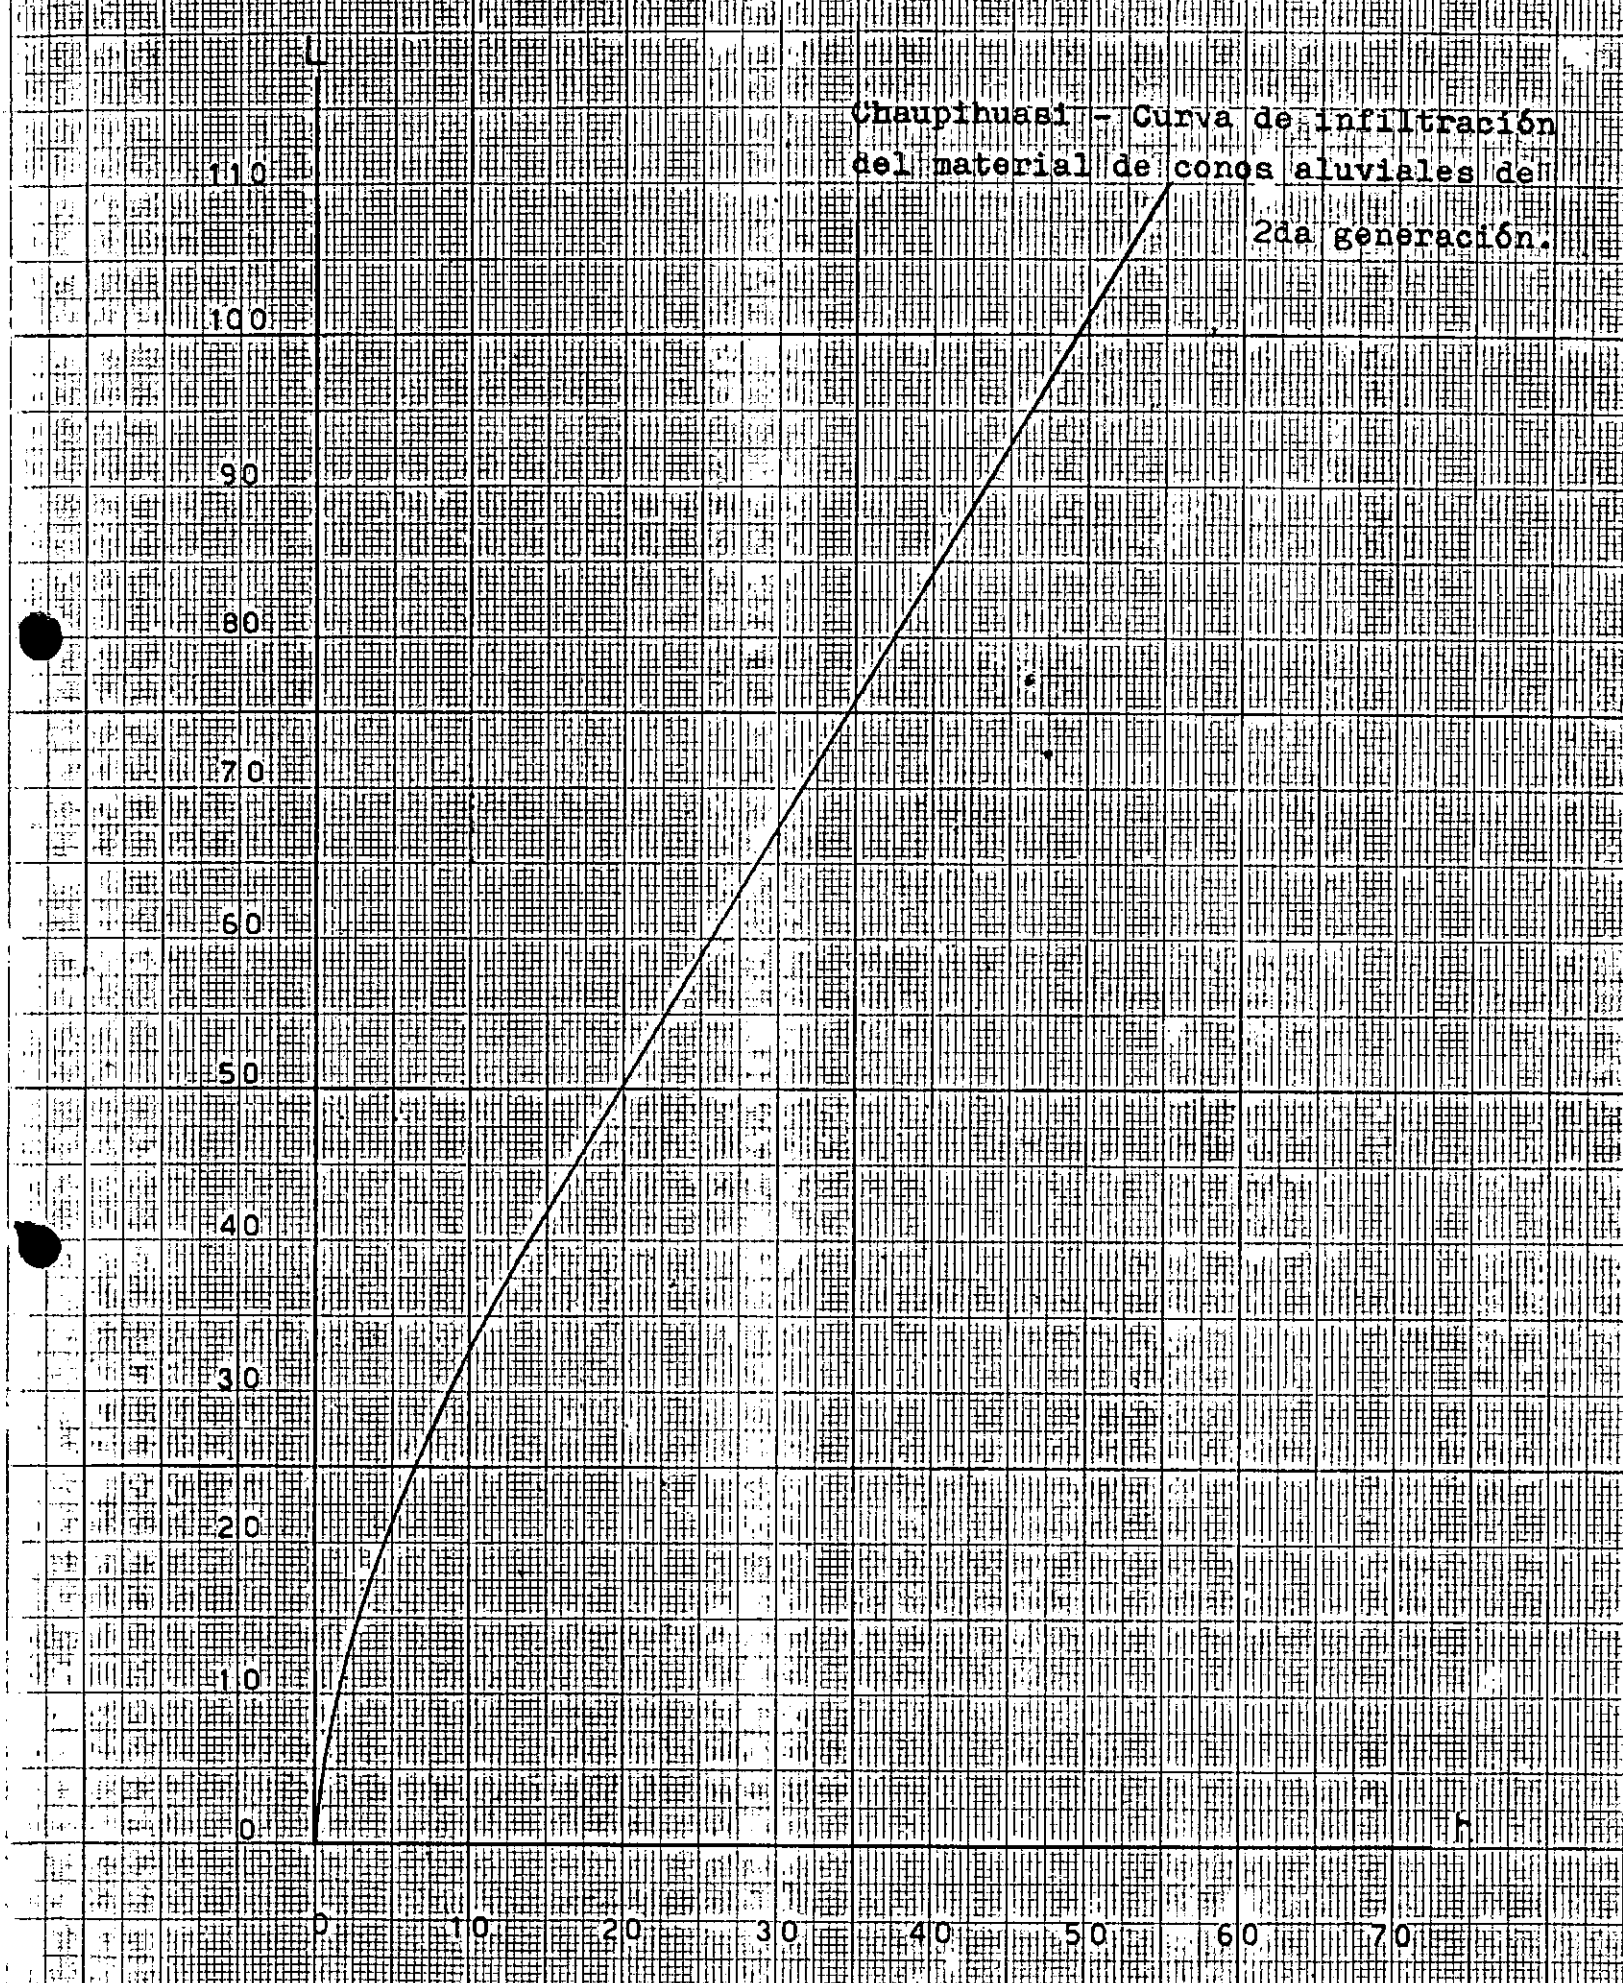 L
Chaupihuasi - Curva de infiltración
del material de conos aluviales de
2da generación.
110
100
90
80
70
60
50
40
30
20
10
0
h
0 10 20 30 40 50 60 70